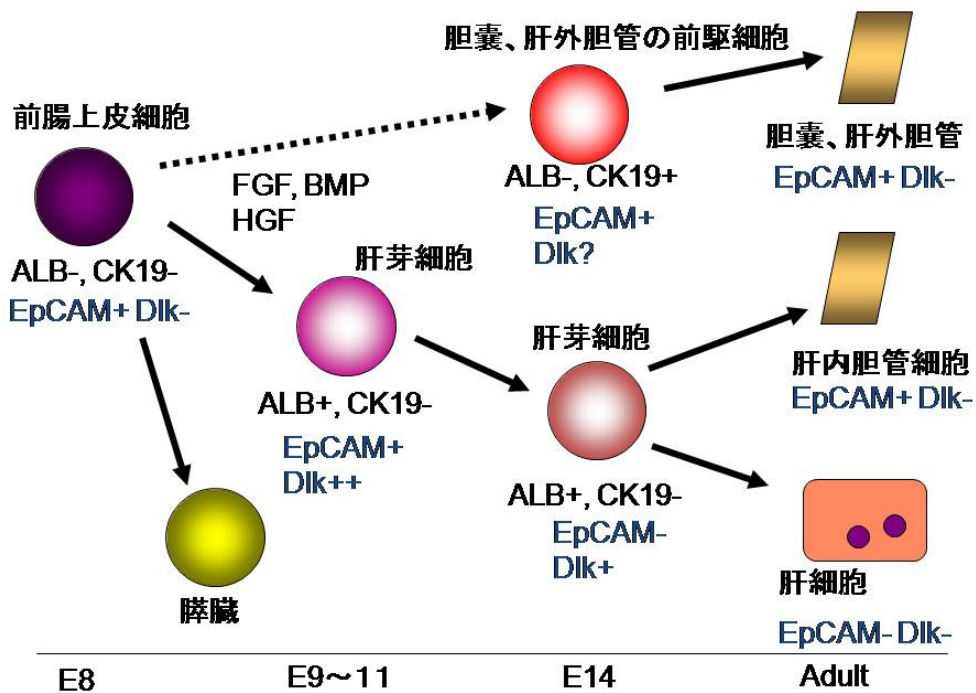 胆嚢、肝外胆管の前駆細胞
前腸上皮細胞
胆嚢、肝外胆管
EpCAM+ Dlk-
ALB-, CK19+
EpCAM+
Dlk?
FGF, BMP
HGF
ALB-, CK19-
EpCAM+ Dlk-
肝芽細胞
ALB+, CK19-
EpCAM+
Dlk++
肝芽細胞
ALB+, CK19-
EpCAM-
Dlk+
肝内胆管細胞
EpCAM+ Dlk-
膵臓
肝細胞
EpCAM- Dlk-
E8
E9～11
E14
Adult